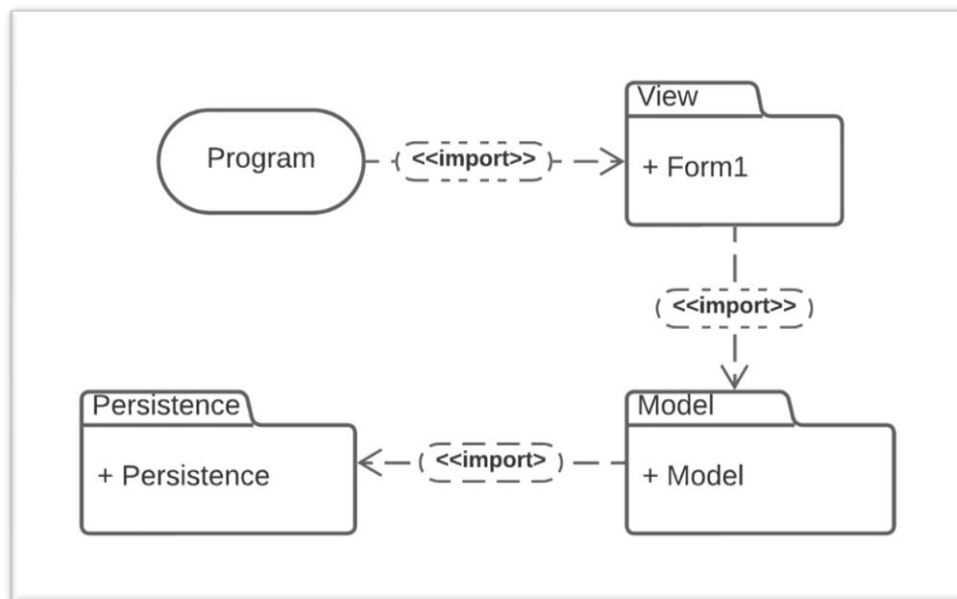 View
Program
<<import>>
+ Form1
<<import>>
Persistence
Model
+ Persistence
<<import>
+ Model